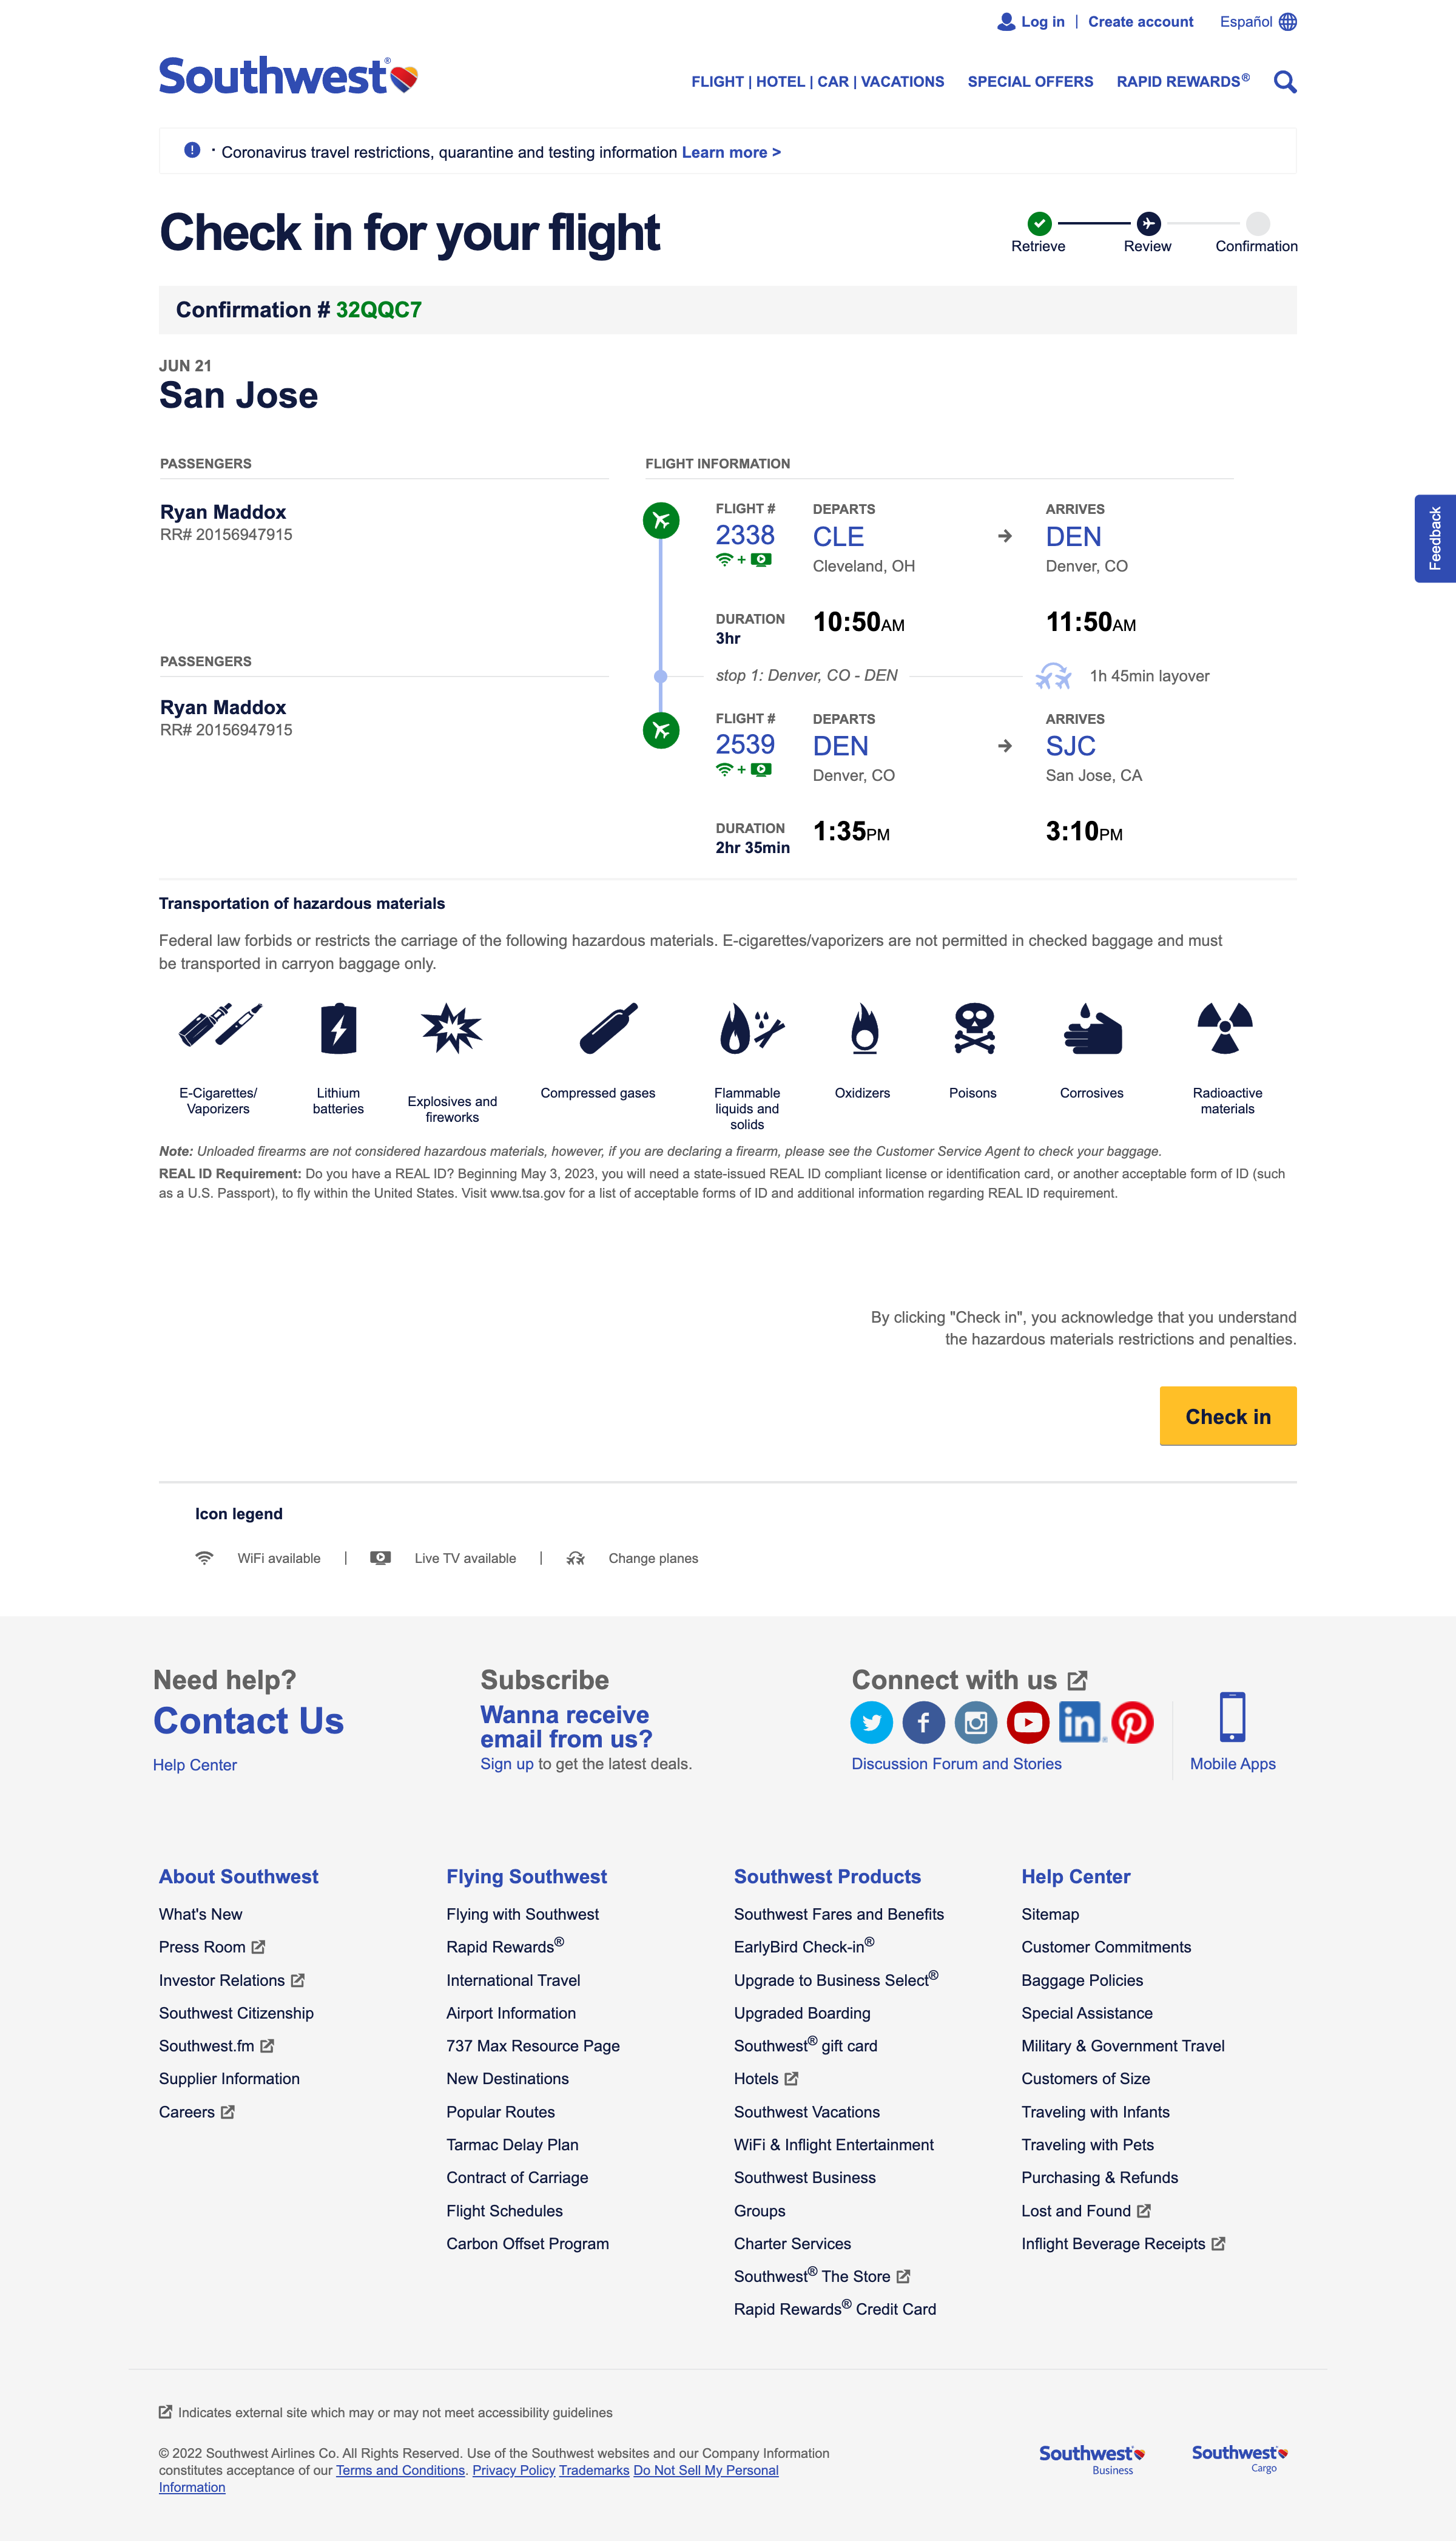 Log in | Create account Español
Southwest®
FLIGHT | HOTEL | CAR | VACATIONS SPECIAL OFFERS RAPID REWARDS®
· Coronavirus travel restrictions, quarantine and testing information Learn more >
Check in for your flight
Retrieve Review Confirmation
Confirmation # 32QQC7
JUN 21
San Jose
PASSENGERS
Ryan Maddox
RR# 20156947915
PASSENGERS
Ryan Maddox
RR# 20156947915
FLIGHT INFORMATION
FLIGHT # DEPARTS ARRIVES
2338 CLE DEN
+
Cleveland, OH Denver, CO
DURATION 10:50AM 11:50AM
3hr
stop 1: Denver, CO - DEN 1h 45min layover
FLIGHT # DEPARTS ARRIVES
2539 DEN SJC
+
Denver, CO San Jose, CA
DURATION 1:35PM 3:10PM
2hr 35min
Feedback
Transportation of hazardous materials
Federal law forbids or restricts the carriage of the following hazardous materials. E-cigarettes/vaporizers are not permitted in checked baggage and must
be transported in carryon baggage only.
E-Cigarettes/
Vaporizers
Lithium
batteries
Explosives and
fireworks
Compressed gases
Flammable
liquids and
solids
Oxidizers
Poisons
Corrosives
Radioactive
materials
Note: Unloaded firearms are not considered hazardous materials, however, if you are declaring a firearm, please see the Customer Service Agent to check your baggage.
REAL ID Requirement: Do you have a REAL ID? Beginning May 3, 2023, you will need a state-issued REAL ID compliant license or identification card, or another acceptable form of ID (such
as a U.S. Passport), to fly within the United States. Visit www.tsa.gov for a list of acceptable forms of ID and additional information regarding REAL ID requirement.
By clicking "Check in", you acknowledge that you understand
the hazardous materials restrictions and penalties.
Check in
Icon legend
WiFi available | Live TV available | Change planes
Need help?
Contact Us
Help Center
Subscribe
Wanna receive
email from us?
Sign up to get the latest deals.
Connect with us
f in®
Discussion Forum and Stories
Mobile Apps
About Southwest
What's New
Press Room
Investor Relations
Southwest Citizenship
Southwest.fm
Supplier Information
Careers
Flying Southwest
Flying with Southwest
Rapid Rewards®
International Travel
Airport Information
737 Max Resource Page
New Destinations
Popular Routes
Tarmac Delay Plan
Contract of Carriage
Flight Schedules
Carbon Offset Program
Southwest Products
Southwest Fares and Benefits
EarlyBird Check-in®
Upgrade to Business Select®
Upgraded Boarding
Southwest® gift card
Hotels
Southwest Vacations
WiFi & Inflight Entertainment
Southwest Business
Groups
Charter Services
Southwest® The Store
Rapid Rewards® Credit Card
Help Center
Sitemap
Customer Commitments
Baggage Policies
Special Assistance
Military & Government Travel
Customers of Size
Traveling with Infants
Traveling with Pets
Purchasing & Refunds
Lost and Found
Inflight Beverage Receipts
Indicates external site which may or may not meet accessibility guidelines
© 2022 Southwest Airlines Co. All Rights Reserved. Use of the Southwest websites and our Company Information
constitutes acceptance of our Terms and Conditions. Privacy Policy Trademarks Do Not Sell My Personal
Information
Southwest®
Business
Southwest®
Cargo